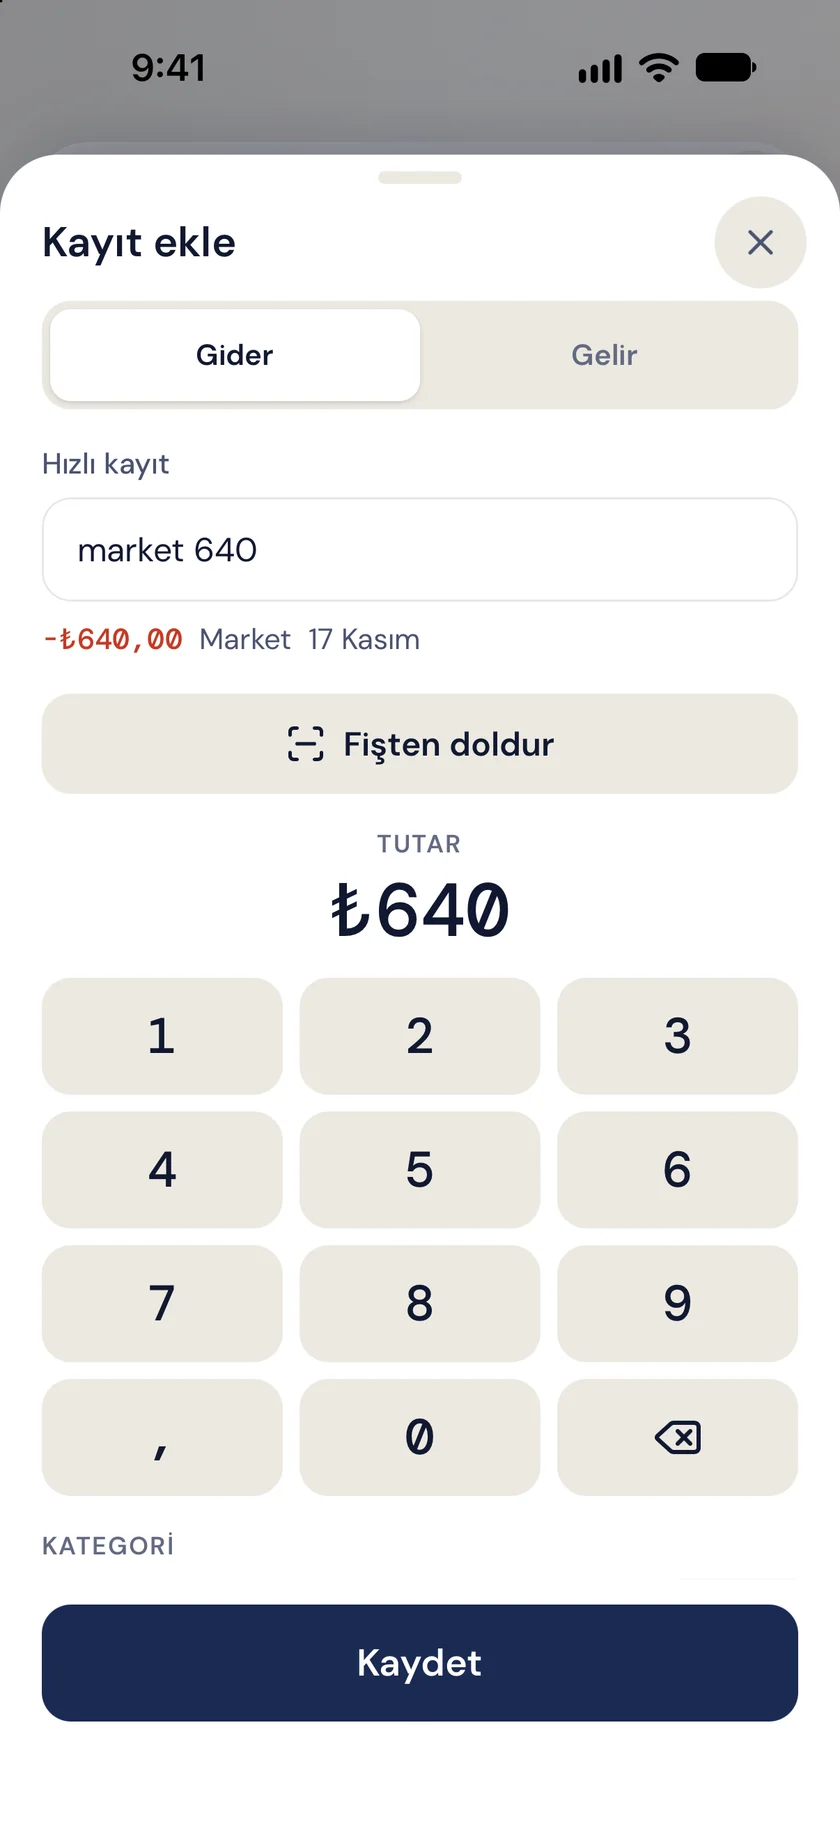 9:41
Kayıt ekle
Gider Gelir
Hızlı kayıt
market 640
-₺640,00 Market 17 Kasım
Fişten doldur
TUTAR
₺640
1 2 3
4 5 6
7 8 9
, 0
KATEGORİ
Kaydet